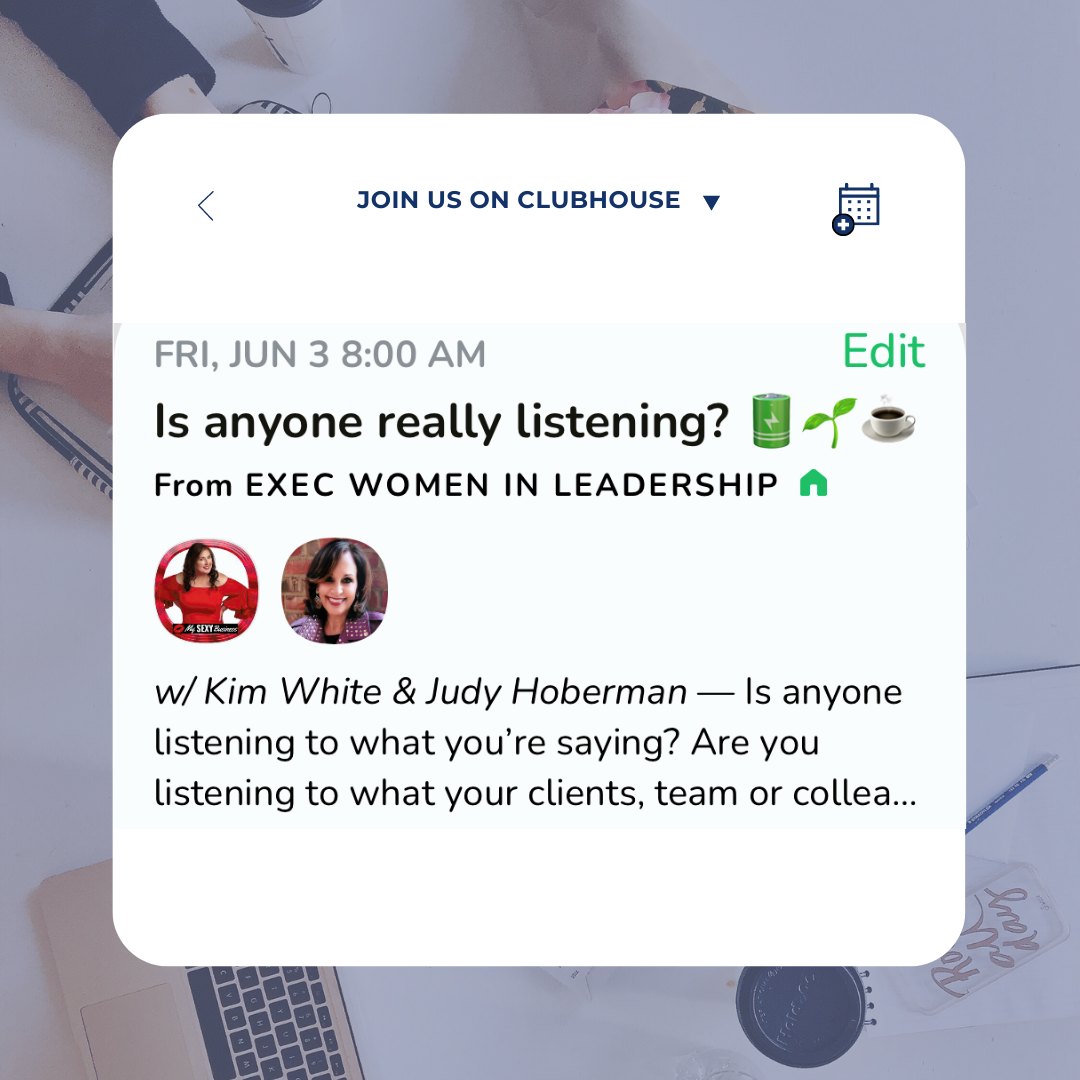 JOIN US ON CLUBHOUSE
FRI, JUN 3 8:00 AM
Edit
Is anyone really listening?
From EXEC WOMEN IN LEADERSHIP
My SEXY Business
w/ Kim White & Judy Hoberman — Is anyone
listening to what you’re saying? Are you
listening to what your clients, team or collea...